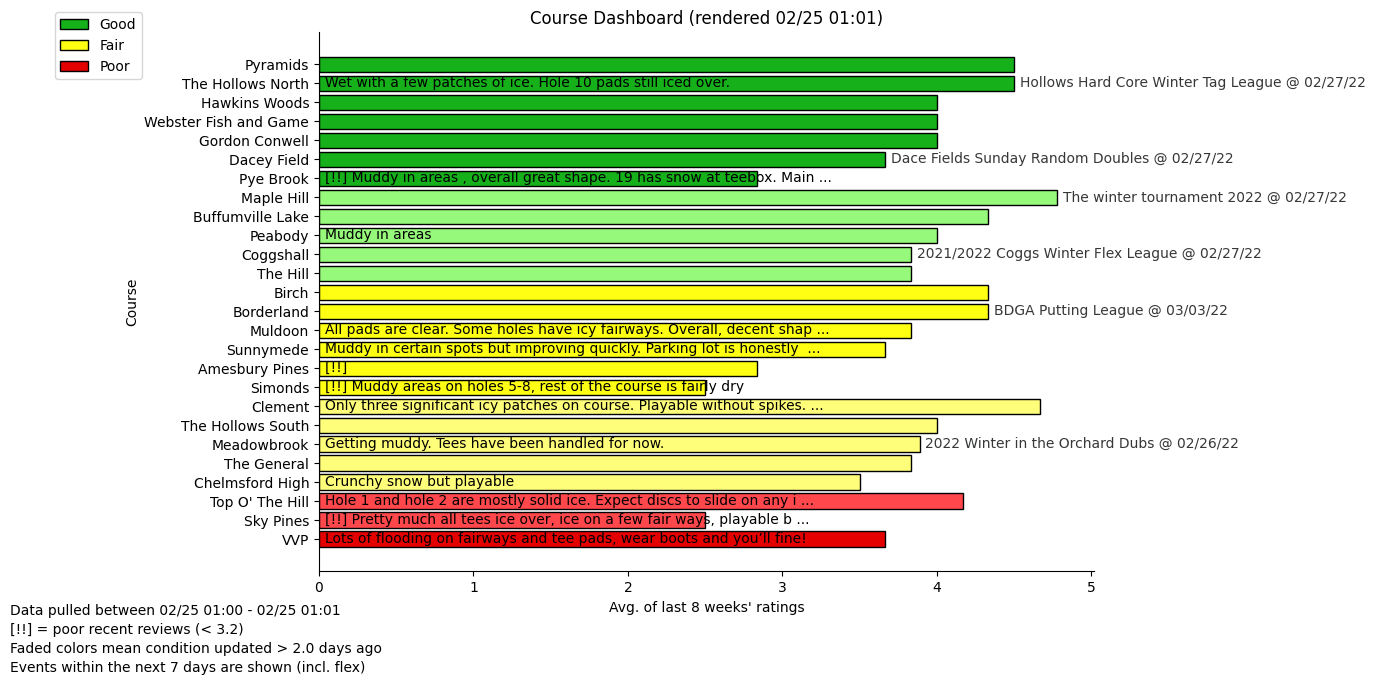 Course Dashboard (rendered 02/25 01:01)
Good
Fair
Poor
Course
Pyramids
The Hollows North Wet with a few patches of ice. Hole 10 pads still iced over. Hollows Hard Core Winter Tag League @ 02/27/22
Hawkins Woods
Webster Fish and Game
Gordon Conwell
Dacey Field Dace Fields Sunday Random Doubles @ 02/27/22
Pye Brook [!!] Muddy in areas , overall great shape. 19 has snow at teebox. Main ...
Maple Hill The winter tournament 2022 @ 02/27/22
Buffumville Lake
Peabody Muddy in areas
Coggshall 2021/2022 Coggs Winter Flex League @ 02/27/22
The Hill
Birch
Borderland BDGA Putting League @ 03/03/22
Muldoon All pads are clear. Some holes have icy fairways. Overall, decent shap ...
Sunnymede Muddy in certain spots but improving quickly. Parking lot is honestly  ...
Amesbury Pines [!!]
Simonds [!!] Muddy areas on holes 5-8, rest of the course is fairly dry
Clement Only three significant icy patches on course. Playable without spikes. ...
The Hollows South
Meadowbrook Getting muddy. Tees have been handled for now. 2022 Winter in the Orchard Dubs @ 02/26/22
The General
Chelmsford High Crunchy snow but playable
Top O' The Hill Hole 1 and hole 2 are mostly solid ice. Expect discs to slide on any i ...
Sky Pines [!!] Pretty much all tees ice over, ice on a few fair ways, playable b ...
VVP Lots of flooding on fairways and tee pads, wear boots and you'll fine!
0 1 2 3 4 5
Avg. of last 8 weeks' ratings
Data pulled between 02/25 01:00 - 02/25 01:01
[!!] = poor recent reviews (< 3.2)
Faded colors mean condition updated > 2.0 days ago
Events within the next 7 days are shown (incl. flex)